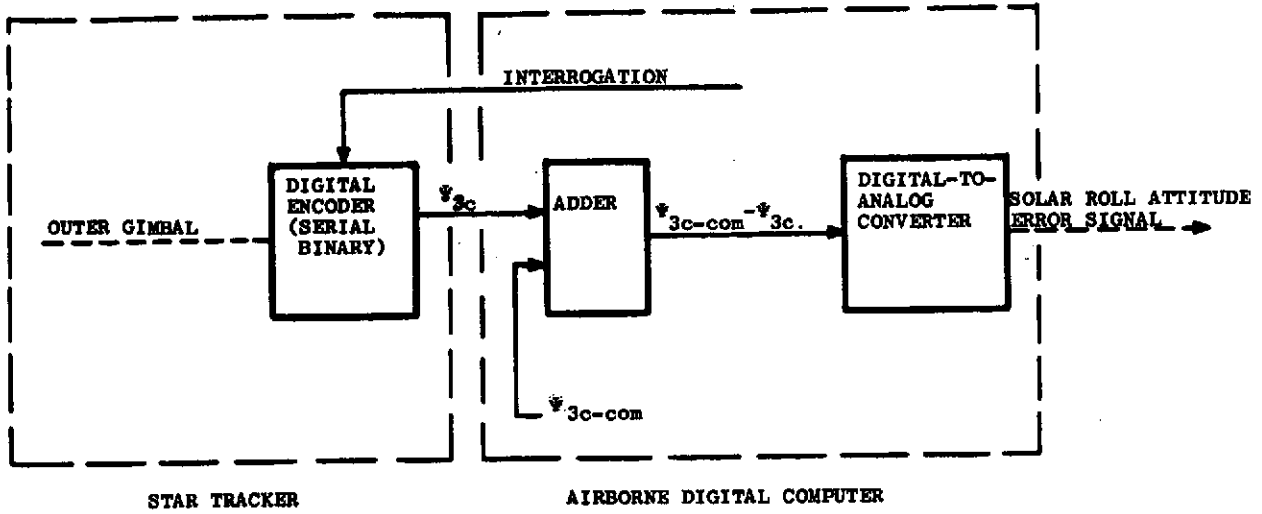 INTERROGATION
DIGITAL
ENCODER
(SERIAL
BINARY)
OUTER GIMBAL
Ψ3c
ADDER
Ψ3c-com-Ψ3c.
DIGITAL-TO-
ANALOG
CONVERTER
SOLAR ROLL ATTITUDE
ERROR SIGNAL
Ψ3c-com
STAR TRACKER
AIRBORNE DIGITAL COMPUTER